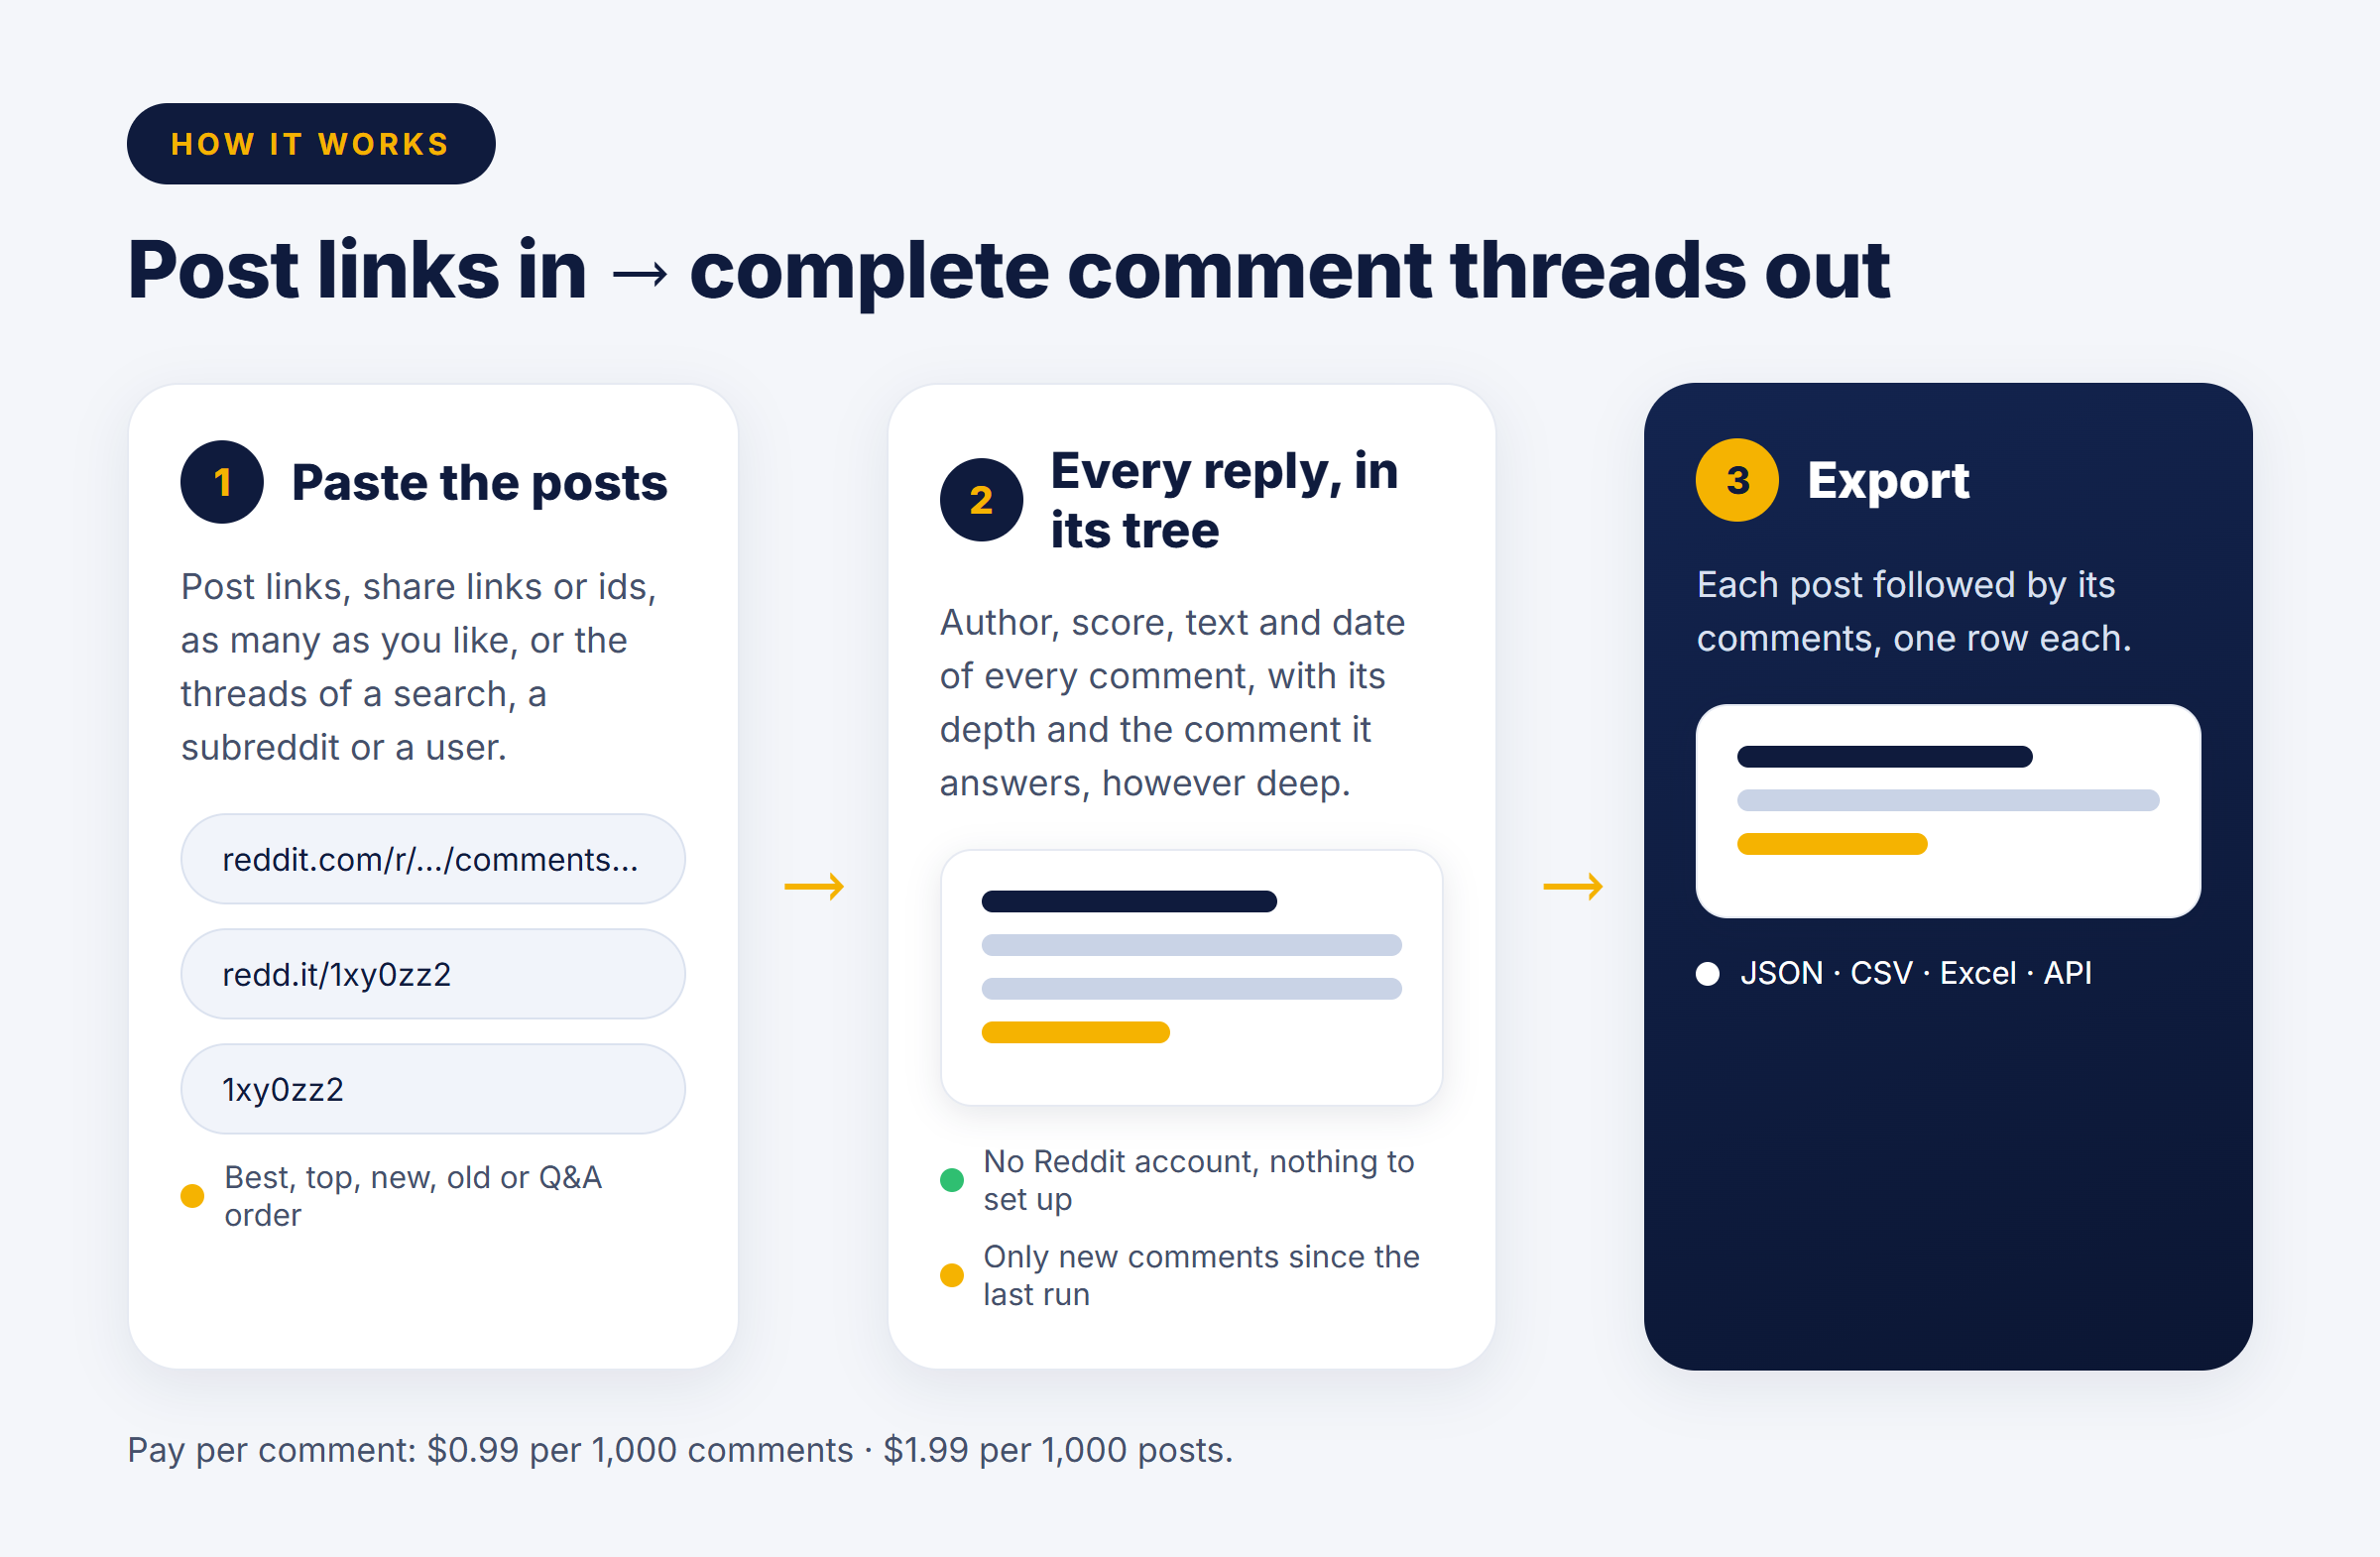 HOW IT WORKS
Post links in → complete comment threads out
1
Paste the posts
Post links, share links or ids,
as many as you like, or the
threads of a search, a
subreddit or a user.
reddit.com/r/.../comments...
redd.it/1xy0zz2
1xy0zz2
Best, top, new, old or Q&A
order
→
2
Every reply, in
its tree
Author, score, text and date
of every comment, with its
depth and the comment it
answers, however deep.
No Reddit account, nothing to
set up
Only new comments since the
last run
→
3
Export
Each post followed by its
comments, one row each.
JSON · CSV · Excel · API
Pay per comment: $0.99 per 1,000 comments · $1.99 per 1,000 posts.